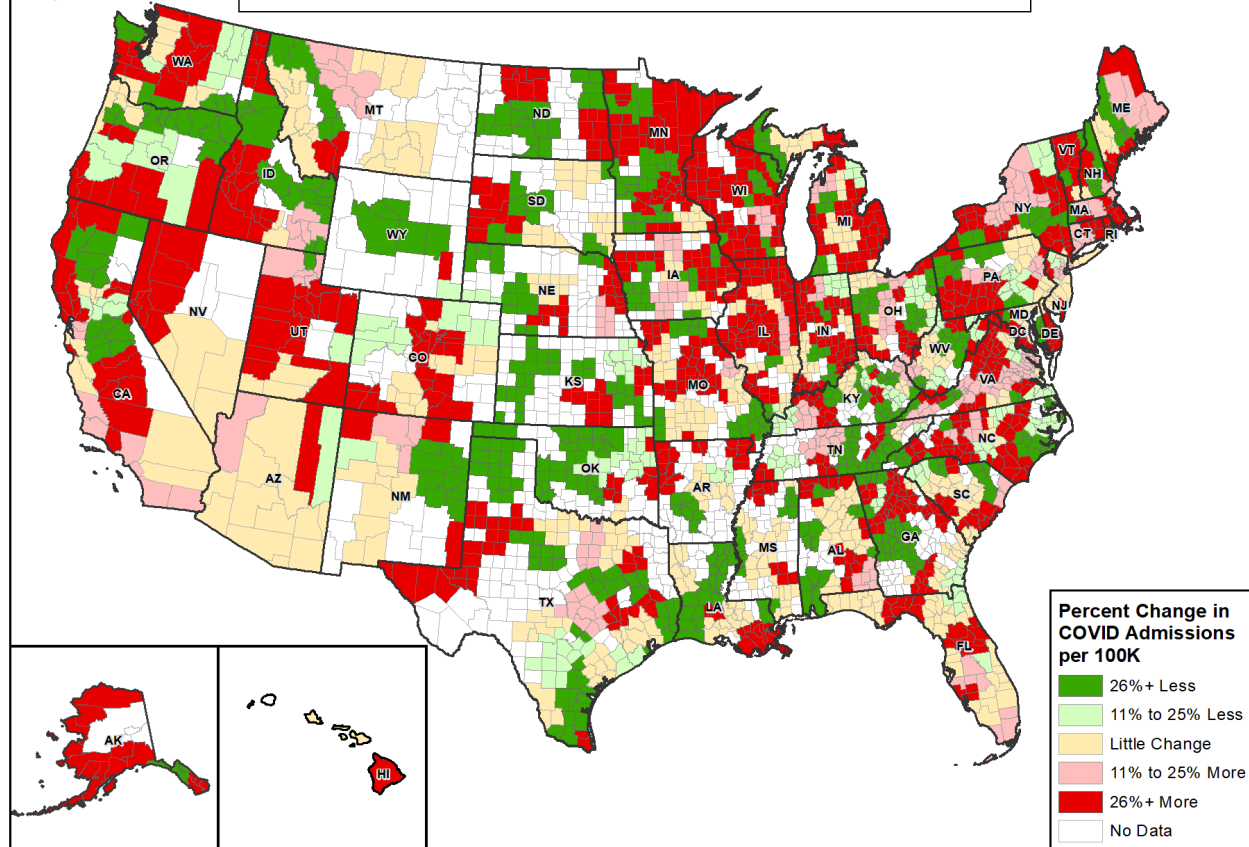 WA
MT
ND
MN
ME
OR
ID
SD
WI
VT
NH
NY
MA
CT
RI
MI
WY
IA
NE
PA
NJ
NV
UT
CO
IL
IN
OH
MD
DC
DE
WV
VA
CA
KS
MO
KY
AZ
NM
OK
AR
TN
NC
SC
MS
AL
GA
TX
LA
FL
AK
HI
Percent Change in
COVID Admissions
per 100K
26%+ Less
11% to 25% Less
Little Change
11% to 25% More
26%+ More
No Data